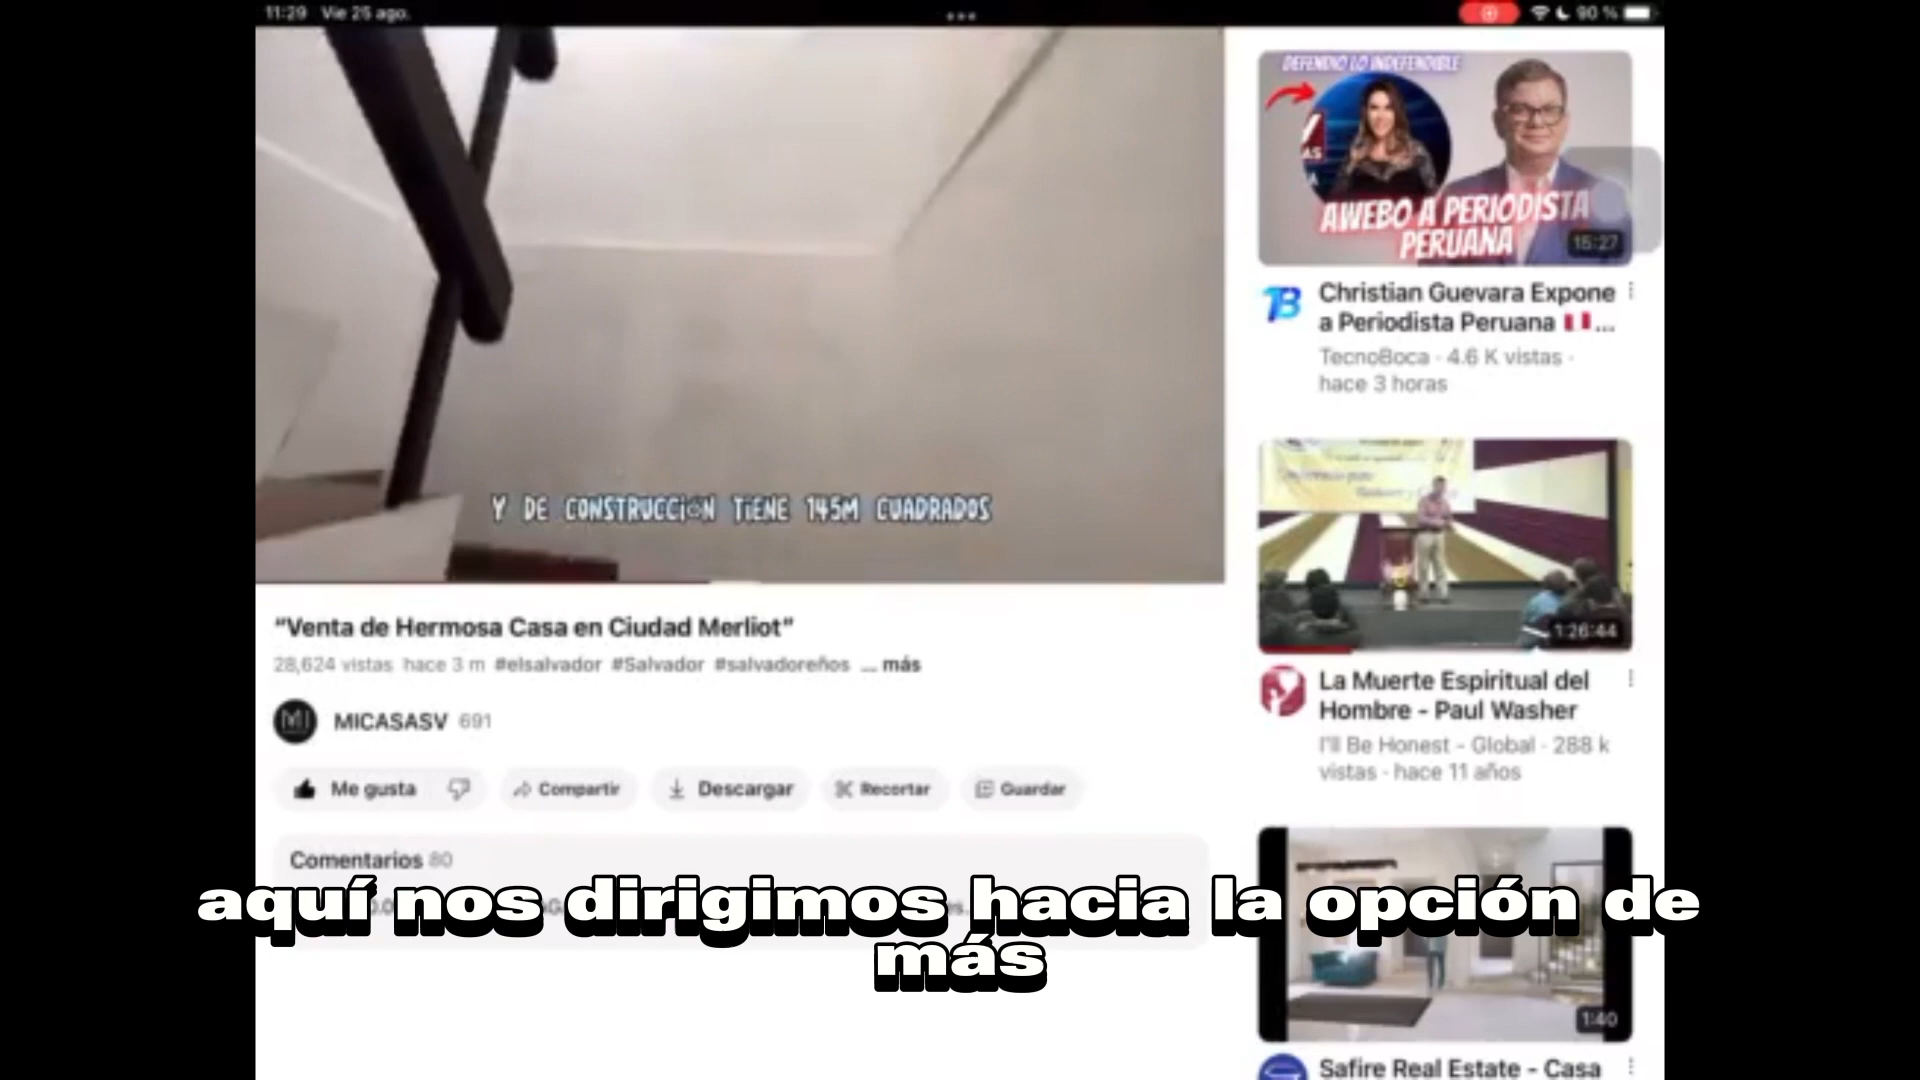 11:29 Vie 25 ago.
90 %
Y DE CONSTRUCCIÓN TIENE 145M CUADRADOS
"Venta de Hermosa Casa en Ciudad Merliot"
28,624 vistas hace 3 m #elsalvador #Salvador #salvadoreños ... más
MICASASV 691
Me gusta
Compartir
Descargar
Recortar
Guardar
Comentarios 80
aquí nos dirigimos hacia la opción de
más
DEFENDIO LO INDEFENDIBLE
AWEBO A PERIODISTA
PERUANA
15:27
Christian Guevara Expone
a Periodista Peruana 🇵🇪...
TecnoBoca · 4.6 K vistas ·
hace 3 horas
1:26:44
La Muerte Espiritual del
Hombre - Paul Washer
I'll Be Honest - Global · 288 k
vistas · hace 11 años
1:40
Safire Real Estate - Casa